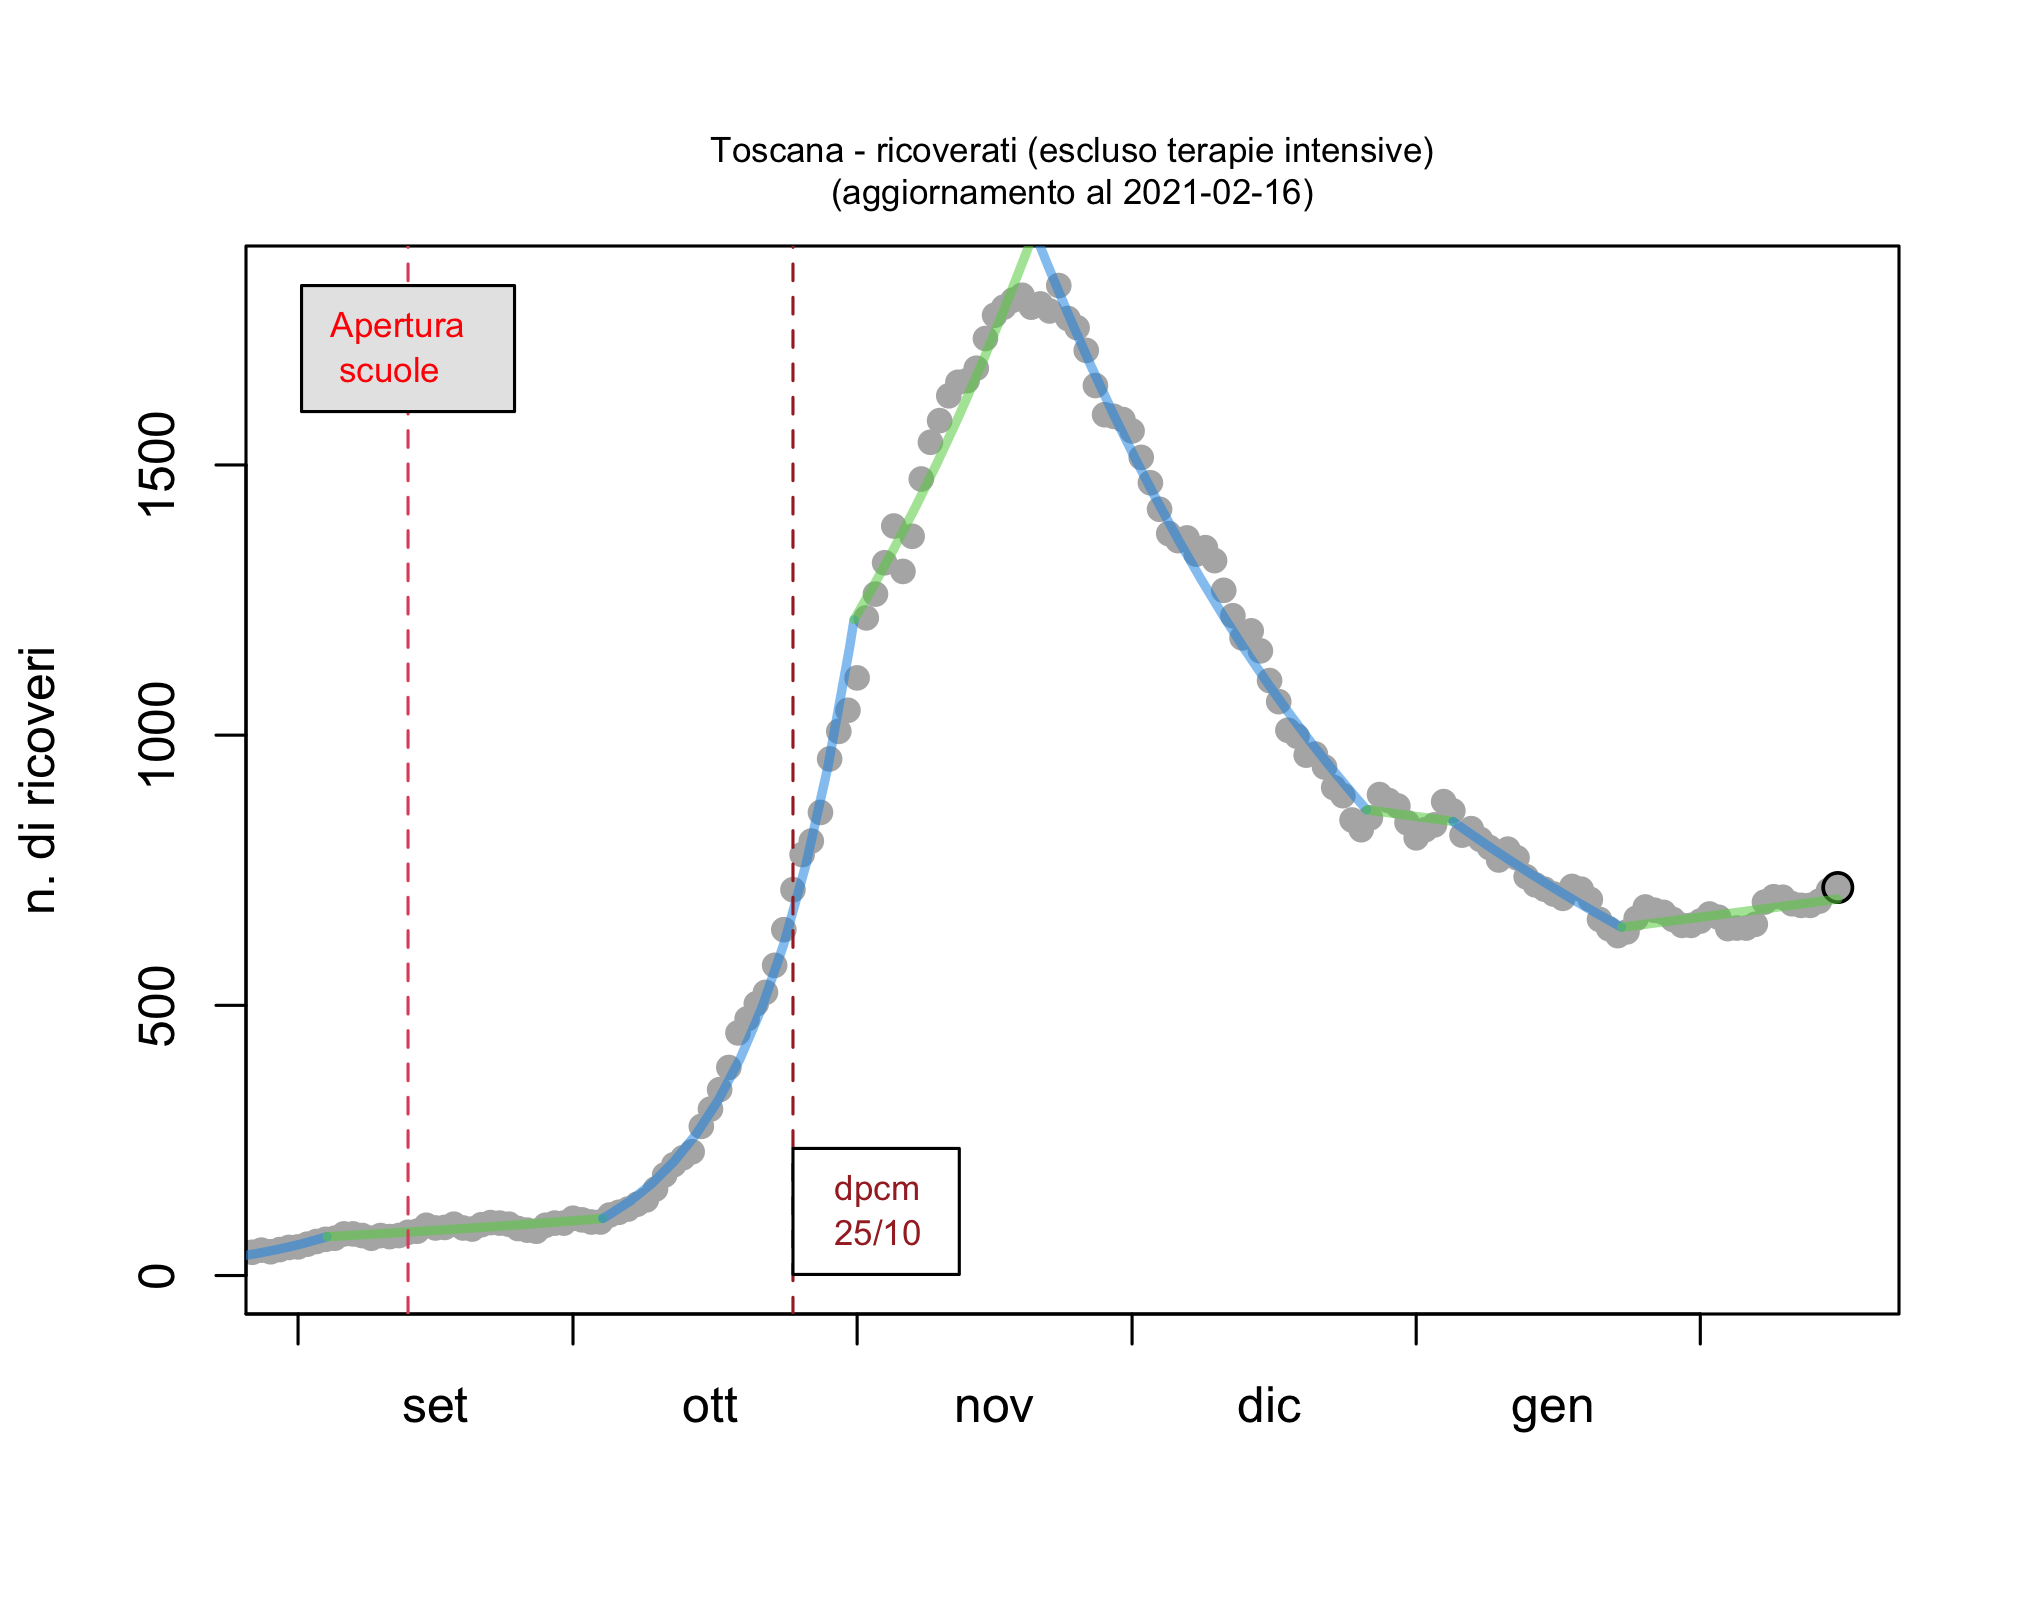 Toscana - ricoverati (escluso terapie intensive)
(aggiornamento al 2021-02-16)
Apertura
scuole
n. di ricoveri
1500
1000
500
0
dpcm
25/10
set ott nov dic gen